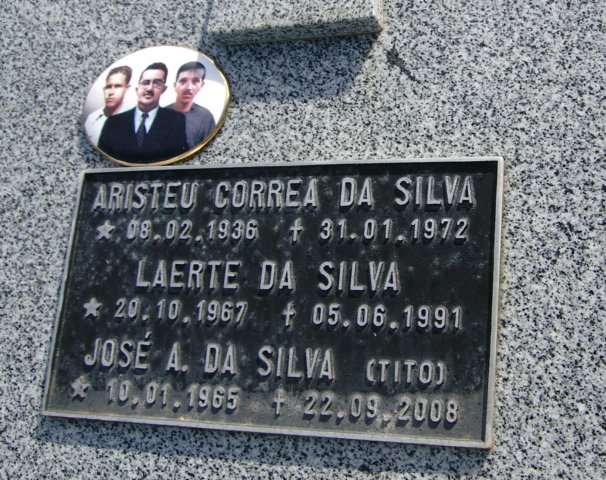 ARISTEU CORREA DA SILVA
★ 08.02.1936 ✝ 31.01.1972
LAERTE DA SILVA
★ 20.10.1967 ✝ 05.06.1991
JOSÉ A. DA SILVA (TITO)
★ 10.01.1965 ✝ 22.09.2008